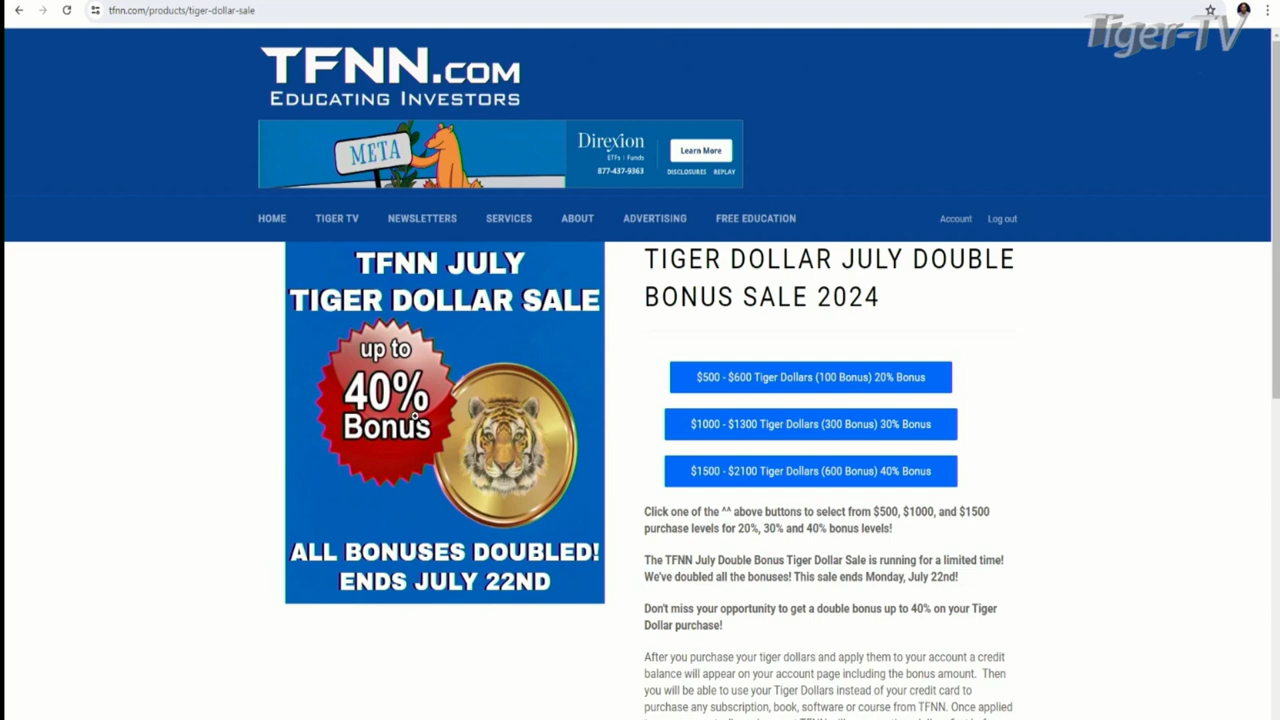 tfnn.com/products/tiger-dollar-sale
Tiger-TV
TFNN.COM
EDUCATING INVESTORS
META
Direxion
ETFs | Funds
877-437-9363
Learn More
DISCLOSURES REPLAY
HOME TIGER TV NEWSLETTERS SERVICES ABOUT ADVERTISING FREE EDUCATION Account Log out
TFNN JULY
TIGER DOLLAR SALE
up to
40%
Bonus
ALL BONUSES DOUBLED!
ENDS JULY 22ND
TIGER DOLLAR JULY DOUBLE
BONUS SALE 2024
$500 - $600 Tiger Dollars (100 Bonus) 20% Bonus
$1000 - $1300 Tiger Dollars (300 Bonus) 30% Bonus
$1500 - $2100 Tiger Dollars (600 Bonus) 40% Bonus
Click one of the ^^ above buttons to select from $500, $1000, and $1500
purchase levels for 20%, 30% and 40% bonus levels!
The TFNN July Double Bonus Tiger Dollar Sale is running for a limited time!
We've doubled all the bonuses! This sale ends Monday, July 22nd!
Don't miss your opportunity to get a double bonus up to 40% on your Tiger
Dollar purchase!
After you purchase your tiger dollars and apply them to your account a credit
balance will appear on your account page including the bonus amount. Then
you will be able to use your Tiger Dollars instead of your credit card to
purchase any subscription, book, software or course from TFNN. Once applied